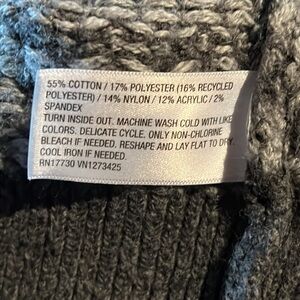 55% COTTON / 17% POLYESTER (16% RECYCLED
POLYESTER) / 14% NYLON / 12% ACRYLIC / 2%
SPANDEX
TURN INSIDE OUT. MACHINE WASH COLD WITH LIKE
COLORS. DELICATE CYCLE. ONLY NON-CHLORINE
BLEACH IF NEEDED. RESHAPE AND LAY FLAT TO DRY.
COOL IRON IF NEEDED.
RN17730 VN1273425